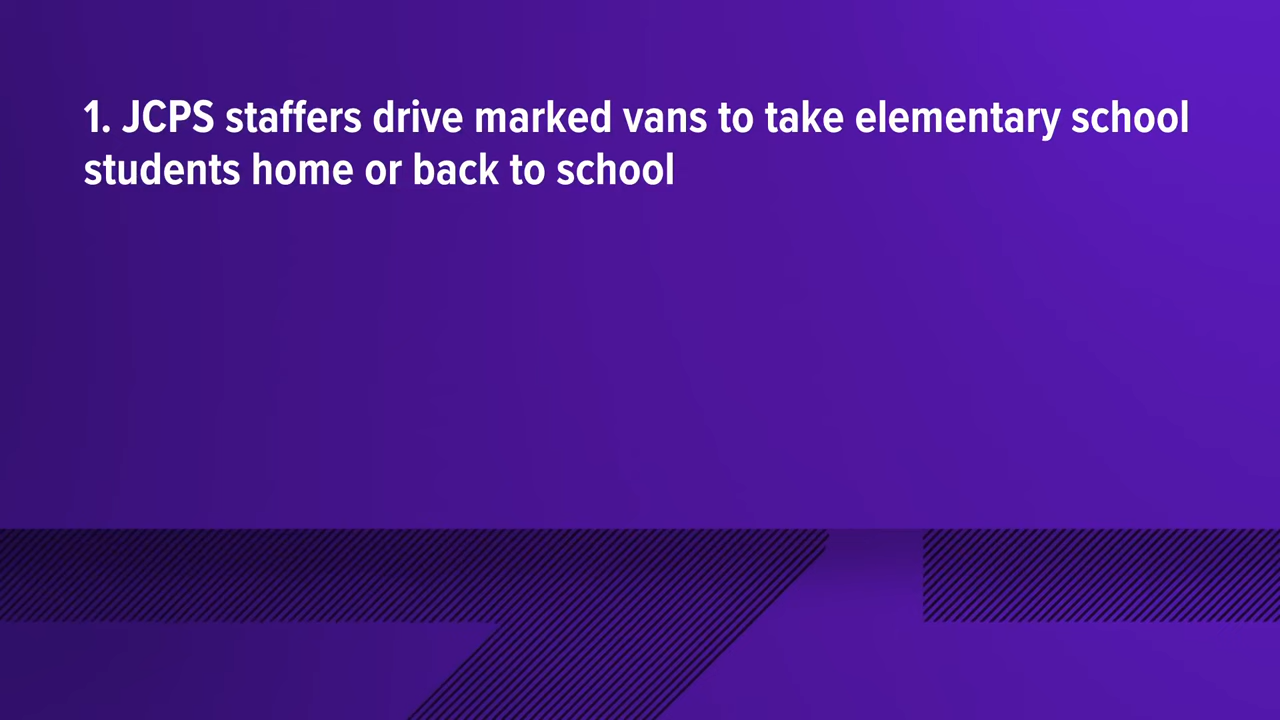 1. JCPS staffers drive marked vans to take elementary school
students home or back to school